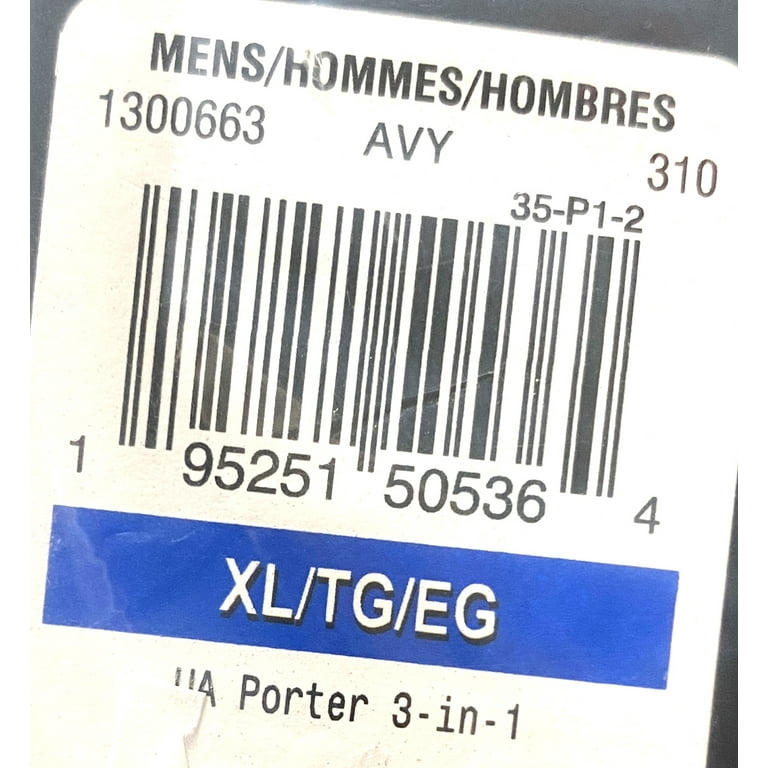 MENS/HOMMES/HOMBRES
1300663 AVY 310
35-P1-2
1 95251 50536 4
XL/TG/EG
UA Porter 3-in-1